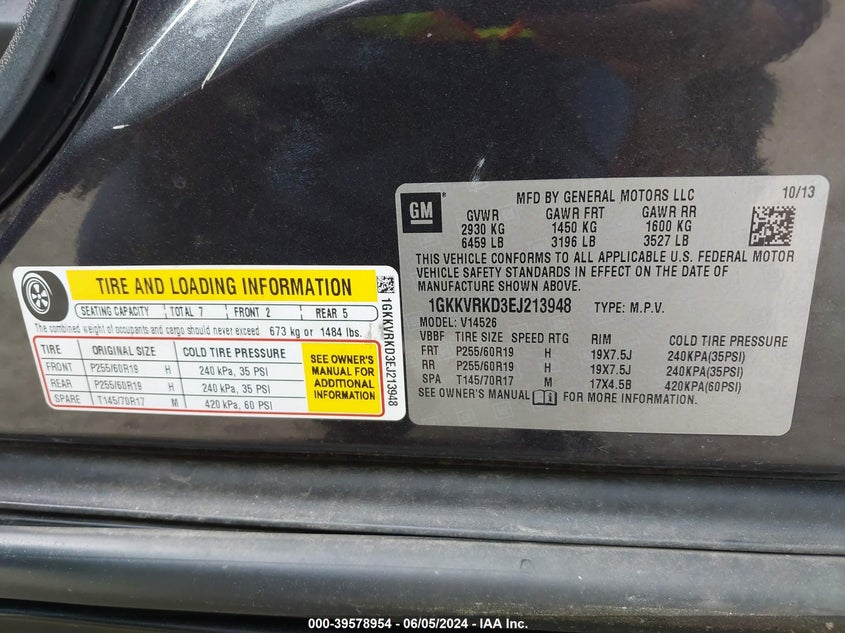 TIRE AND LOADING INFORMATION
SEATING CAPACITY TOTAL 7 FRONT 2 REAR 5
The combined weight of occupants and cargo should never exceed 673 kg or 1484 lbs.
TIRE ORIGINAL SIZE COLD TIRE PRESSURE
FRONT P255/60R19 H 240 kPa, 35 PSI
REAR P255/60R19 H 240 kPa, 35 PSI
SPARE T145/70R17 M 420 kPa, 60 PSI
SEE OWNER'S
MANUAL FOR
ADDITIONAL
INFORMATION
1GKKVRKD3EJ213948
GM
MFD BY GENERAL MOTORS LLC 10/13
GVWR GAWR FRT GAWR RR
2930 KG 1450 KG 1600 KG
6459 LB 3196 LB 3527 LB
THIS VEHICLE CONFORMS TO ALL APPLICABLE U.S. FEDERAL MOTOR
VEHICLE SAFETY STANDARDS IN EFFECT ON THE DATE OF
MANUFACTURE SHOWN ABOVE.
1GKKVRKD3EJ213948 TYPE: M.P.V.
MODEL: V14526
VBBF TIRE SIZE SPEED RTG RIM COLD TIRE PRESSURE
FRT P255/60R19 H 19X7.5J 240KPA(35PSI)
RR P255/60R19 H 19X7.5J 240KPA(35PSI)
SPA T145/70R17 M 17X4.5B 420KPA(60PSI)
SEE OWNER'S MANUAL FOR MORE INFORMATION.
000-39578954 - 06/05/2024 - IAA Inc.